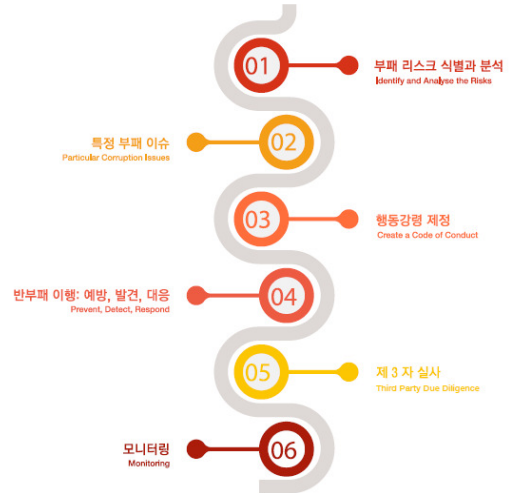 01
부패 리스크 식별과 분석
Identify and Analyse the Risks
특정 부패 이슈
Particular Corruption Issues
02
03
행동강령 제정
Create a Code of Conduct
반부패 이행: 예방, 발견, 대응
Prevent, Detect, Respond
04
05
제 3 자 실사
Third Party Due Diligence
모니터링
Monitoring
06